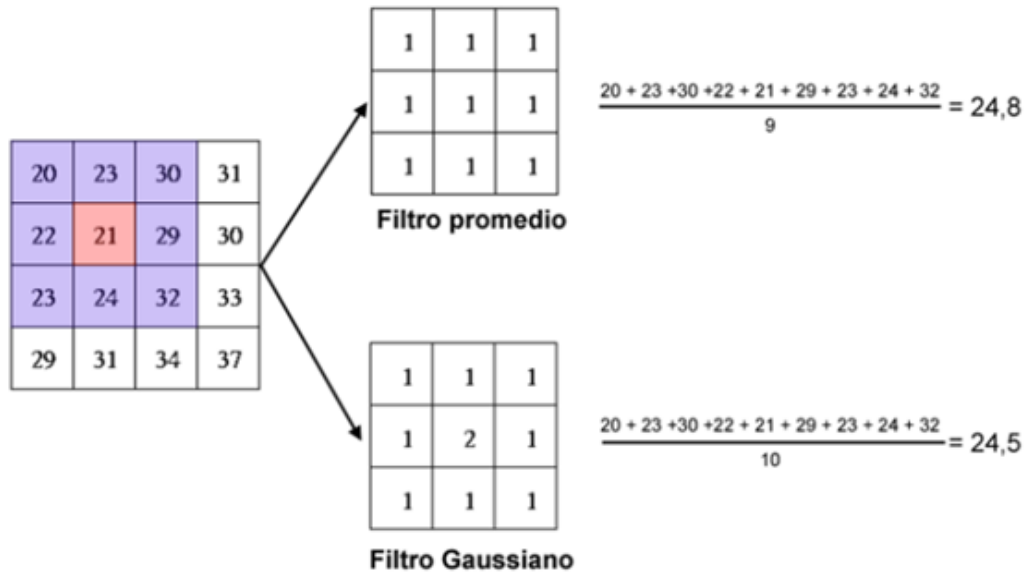 20 23 30 31
22 21 29 30
23 24 32 33
29 31 34 37
1 1 1
1 1 1
1 1 1
Filtro promedio
20 + 23 +30 +22 + 21 + 29 + 23 + 24 + 32
9
= 24,8
1 1 1
1 2 1
1 1 1
Filtro Gaussiano
20 + 23 +30 +22 + 21 + 29 + 23 + 24 + 32
10
= 24,5